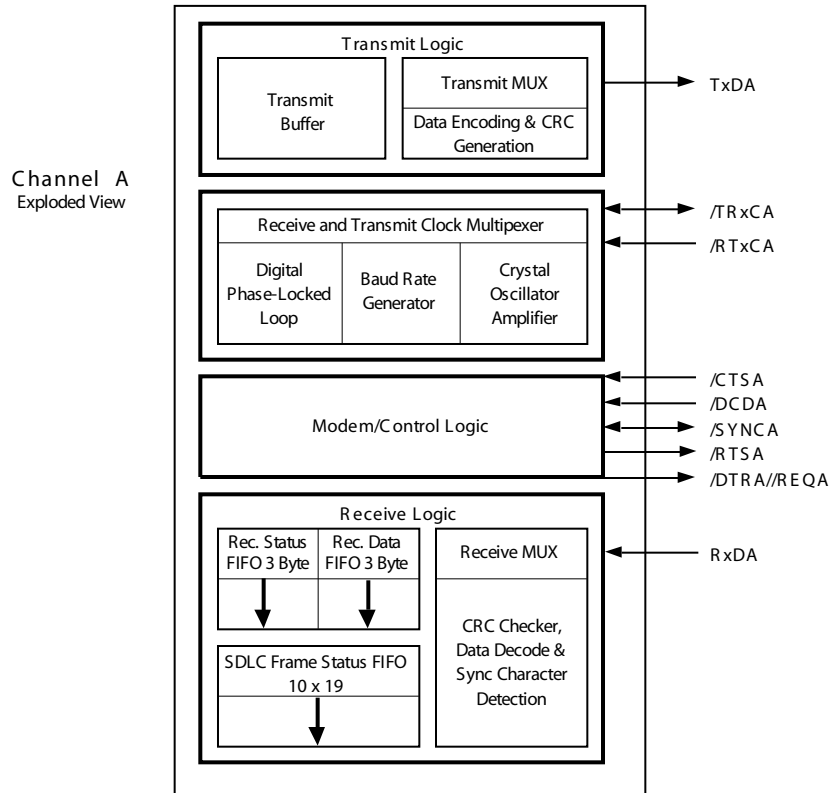 Transmit Logic
Transmit
Buffer
Transmit MUX
Data Encoding & CRC
Generation
TxDA
Channel A
Exploded View
Receive and Transmit Clock Multipexer
Digital
Phase-Locked
Loop
Baud Rate
Generator
Crystal
Oscillator
Amplifier
/TRxCA
/RTxCA
Modem/Control Logic
/CTSA
/DCDA
/SYNCA
/RTSA
/DTRA//REQA
Receive Logic
Rec. Status
FIFO 3 Byte
Rec. Data
FIFO 3 Byte
Receive MUX
CRC Checker,
Data Decode &
Sync Character
Detection
SDLC Frame Status FIFO
10 x 19
RxDA